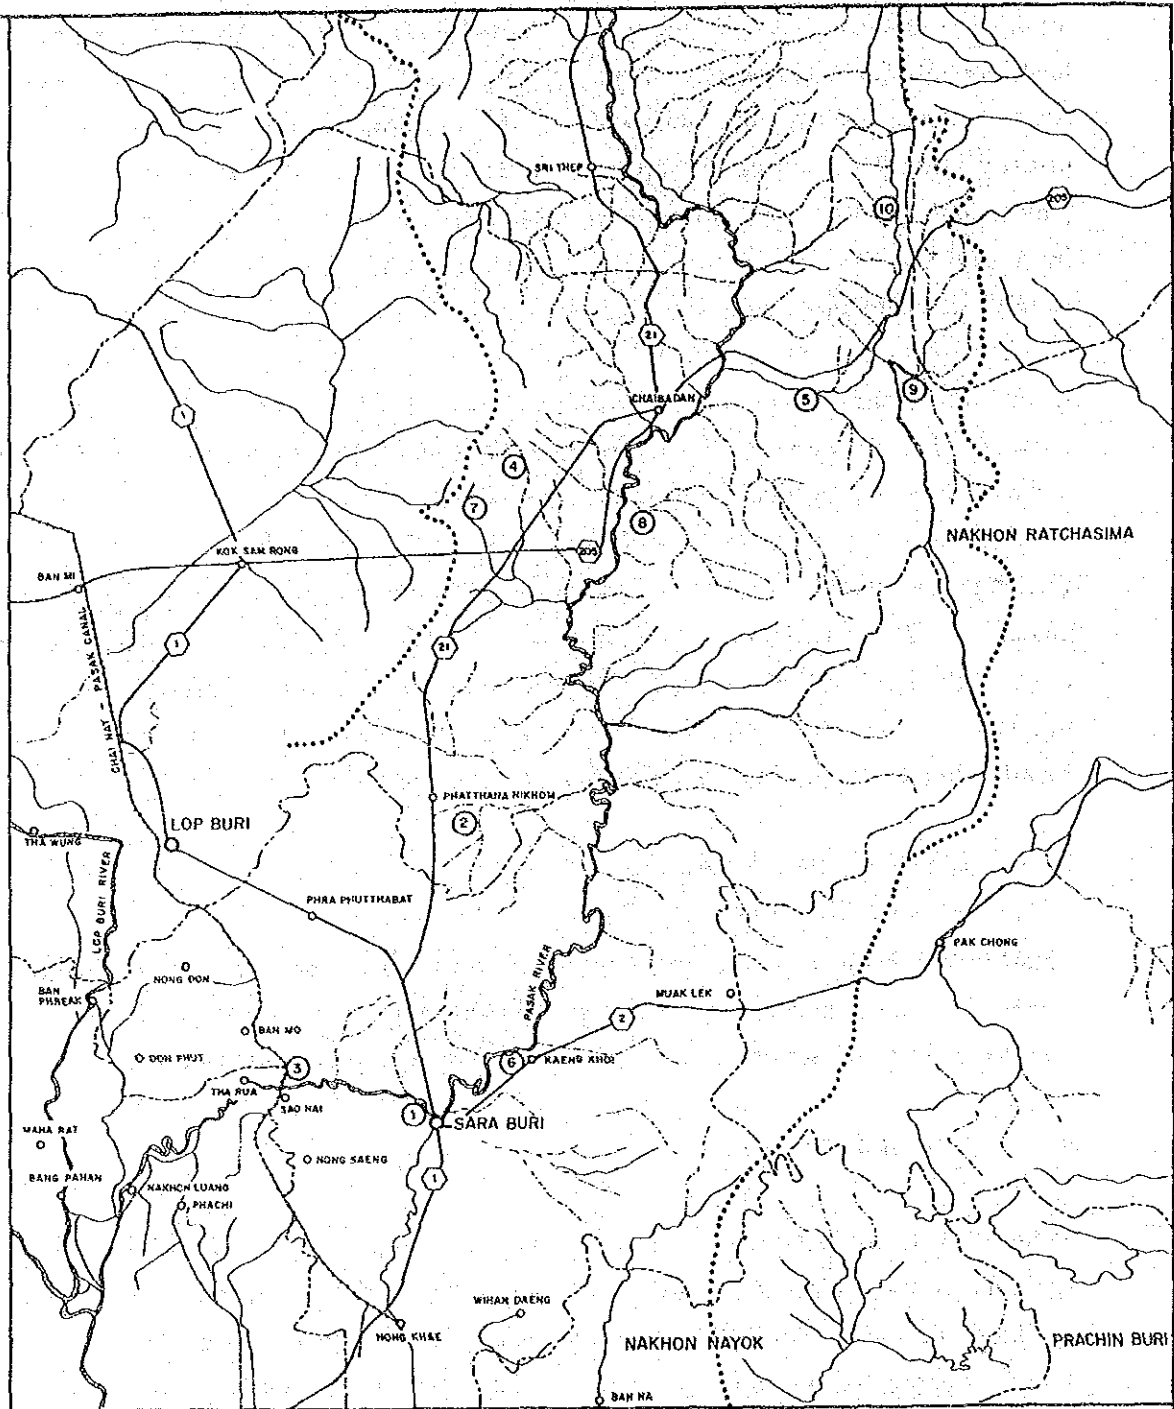 SRI THEP
10
205
21
1
CHAIBADAN
5
9
4
7
8
NAKHON RATCHASIMA
KOK SAM RONG
205
BAN MI
1
21
CHAI NAT - PASAK CANAL
PHATTHANA NIKHOM
2
LOP BURI
THA WUNG
LOP BURI RIVER
PHRA PHUTTHABAT
PAK CHONG
NONG DON
PASAK RIVER
BAN PHREAK
MUAK LEK
2
BAN MO
DON PHUT
3
6
KAENG KHOI
THA RUA
SAO HAI
1
SARA BURI
MAHA RAT
NONG SAENG
BANG PAHAN
NAKHON LUANG
1
PHACHI
WIHAN DAENG
NONG KHAE
NAKHON NAYOK
PRACHIN BURI
BAN NA